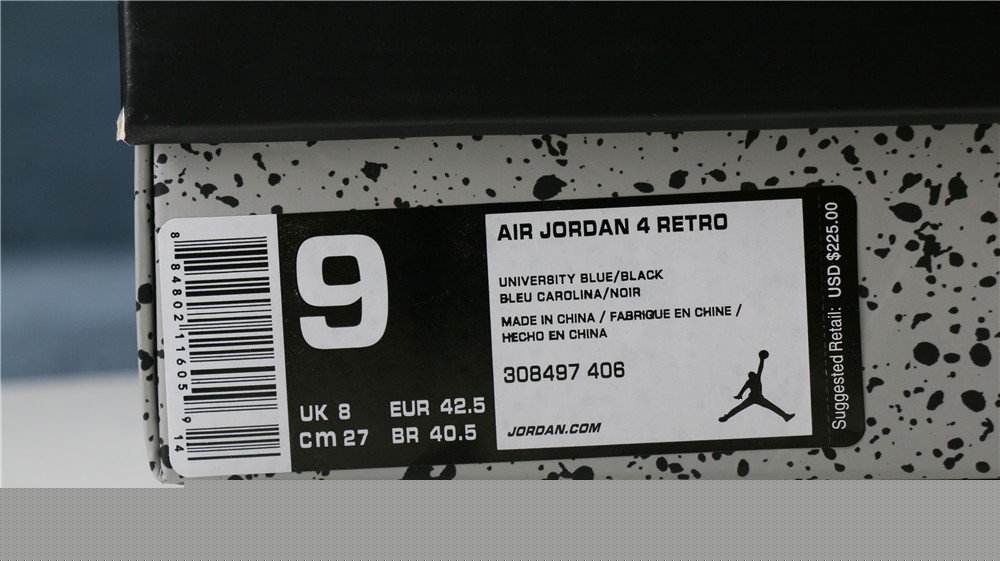 8 84802 11605 9 14
9
UK 8 EUR 42.5
cm 27 BR 40.5
AIR JORDAN 4 RETRO
UNIVERSITY BLUE/BLACK
BLEU CAROLINA/NOIR
MADE IN CHINA / FABRIQUE EN CHINE /
HECHO EN CHINA
308497 406
JORDAN.COM
Suggested Retail: USD $225.00